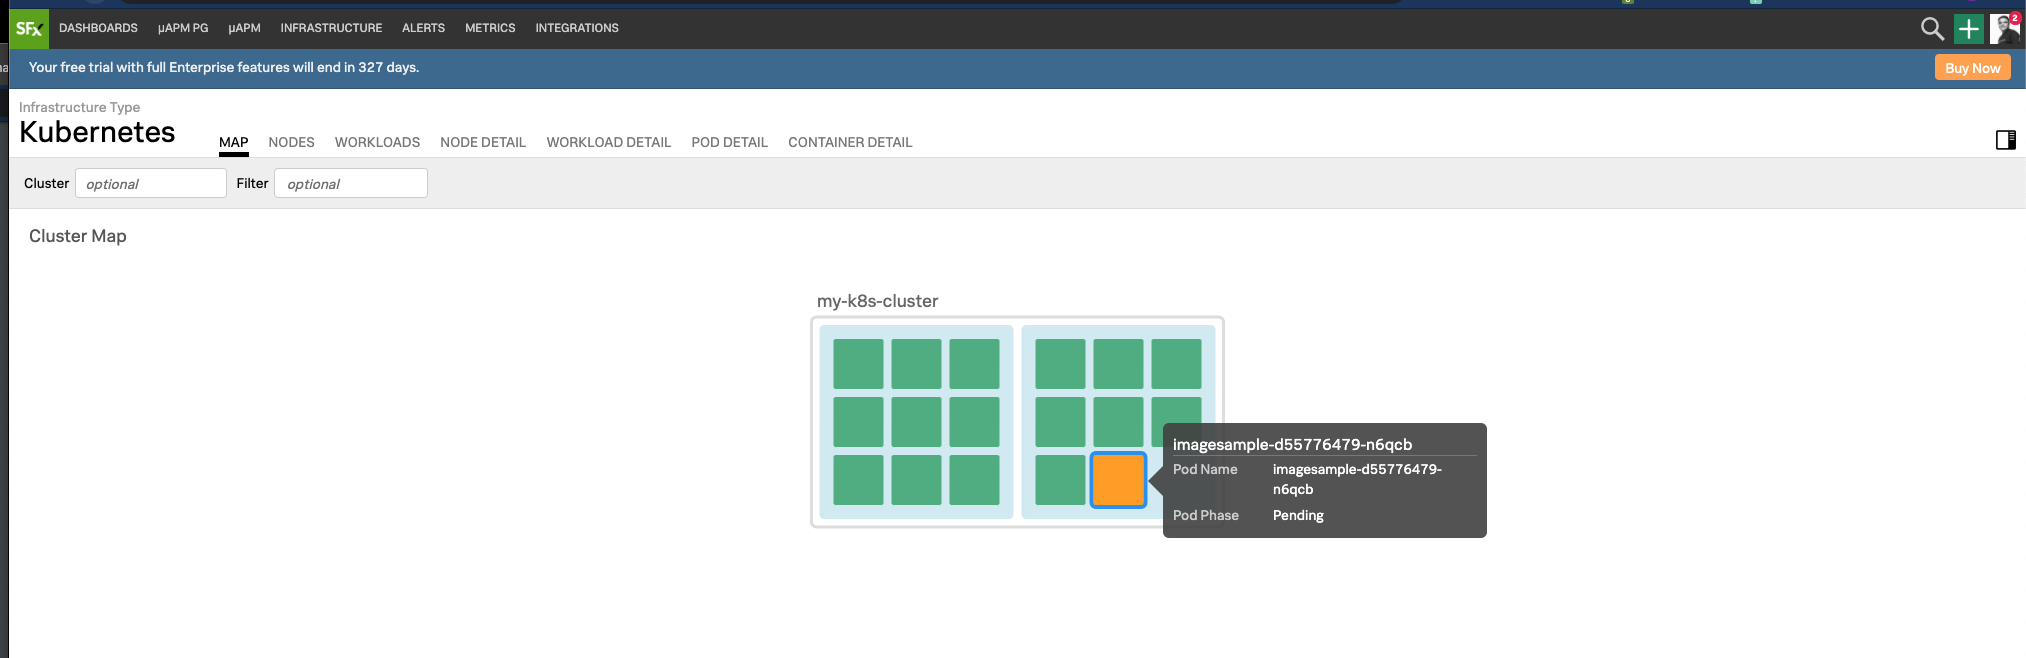 SFx DASHBOARDS µAPM PG µAPM INFRASTRUCTURE ALERTS METRICS INTEGRATIONS 2
Your free trial with full Enterprise features will end in 327 days. Buy Now
Infrastructure Type
Kubernetes MAP NODES WORKLOADS NODE DETAIL WORKLOAD DETAIL POD DETAIL CONTAINER DETAIL
Cluster optional Filter optional
Cluster Map
my-k8s-cluster
imagesample-d55776479-n6qcb
Pod Name imagesample-d55776479-
n6qcb
Pod Phase Pending